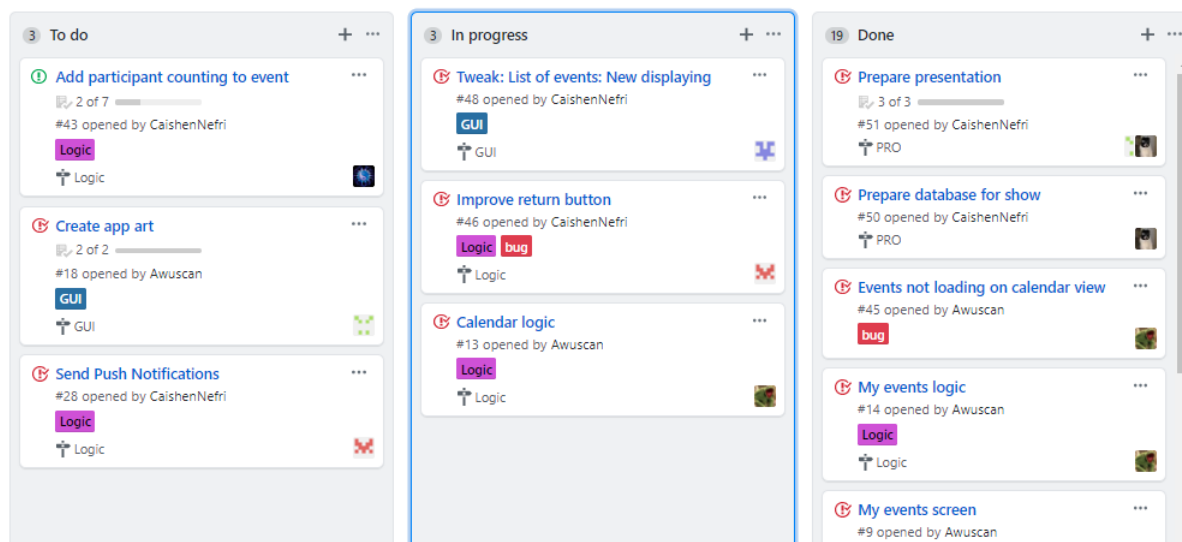 3 To do
Add participant counting to event
2 of 7
#43 opened by CaishenNefri
Logic
Logic
Create app art
2 of 2
#18 opened by Awuscan
GUI
GUI
Send Push Notifications
#28 opened by CaishenNefri
Logic
Logic
3 In progress
Tweak: List of events: New displaying
#48 opened by CaishenNefri
GUI
GUI
Improve return button
#46 opened by CaishenNefri
Logic bug
Logic
Calendar logic
#13 opened by Awuscan
Logic
Logic
19 Done
Prepare presentation
3 of 3
#51 opened by CaishenNefri
PRO
Prepare database for show
#50 opened by CaishenNefri
PRO
Events not loading on calendar view
#45 opened by Awuscan
bug
My events logic
#14 opened by Awuscan
Logic
Logic
My events screen
#9 opened by Awuscan